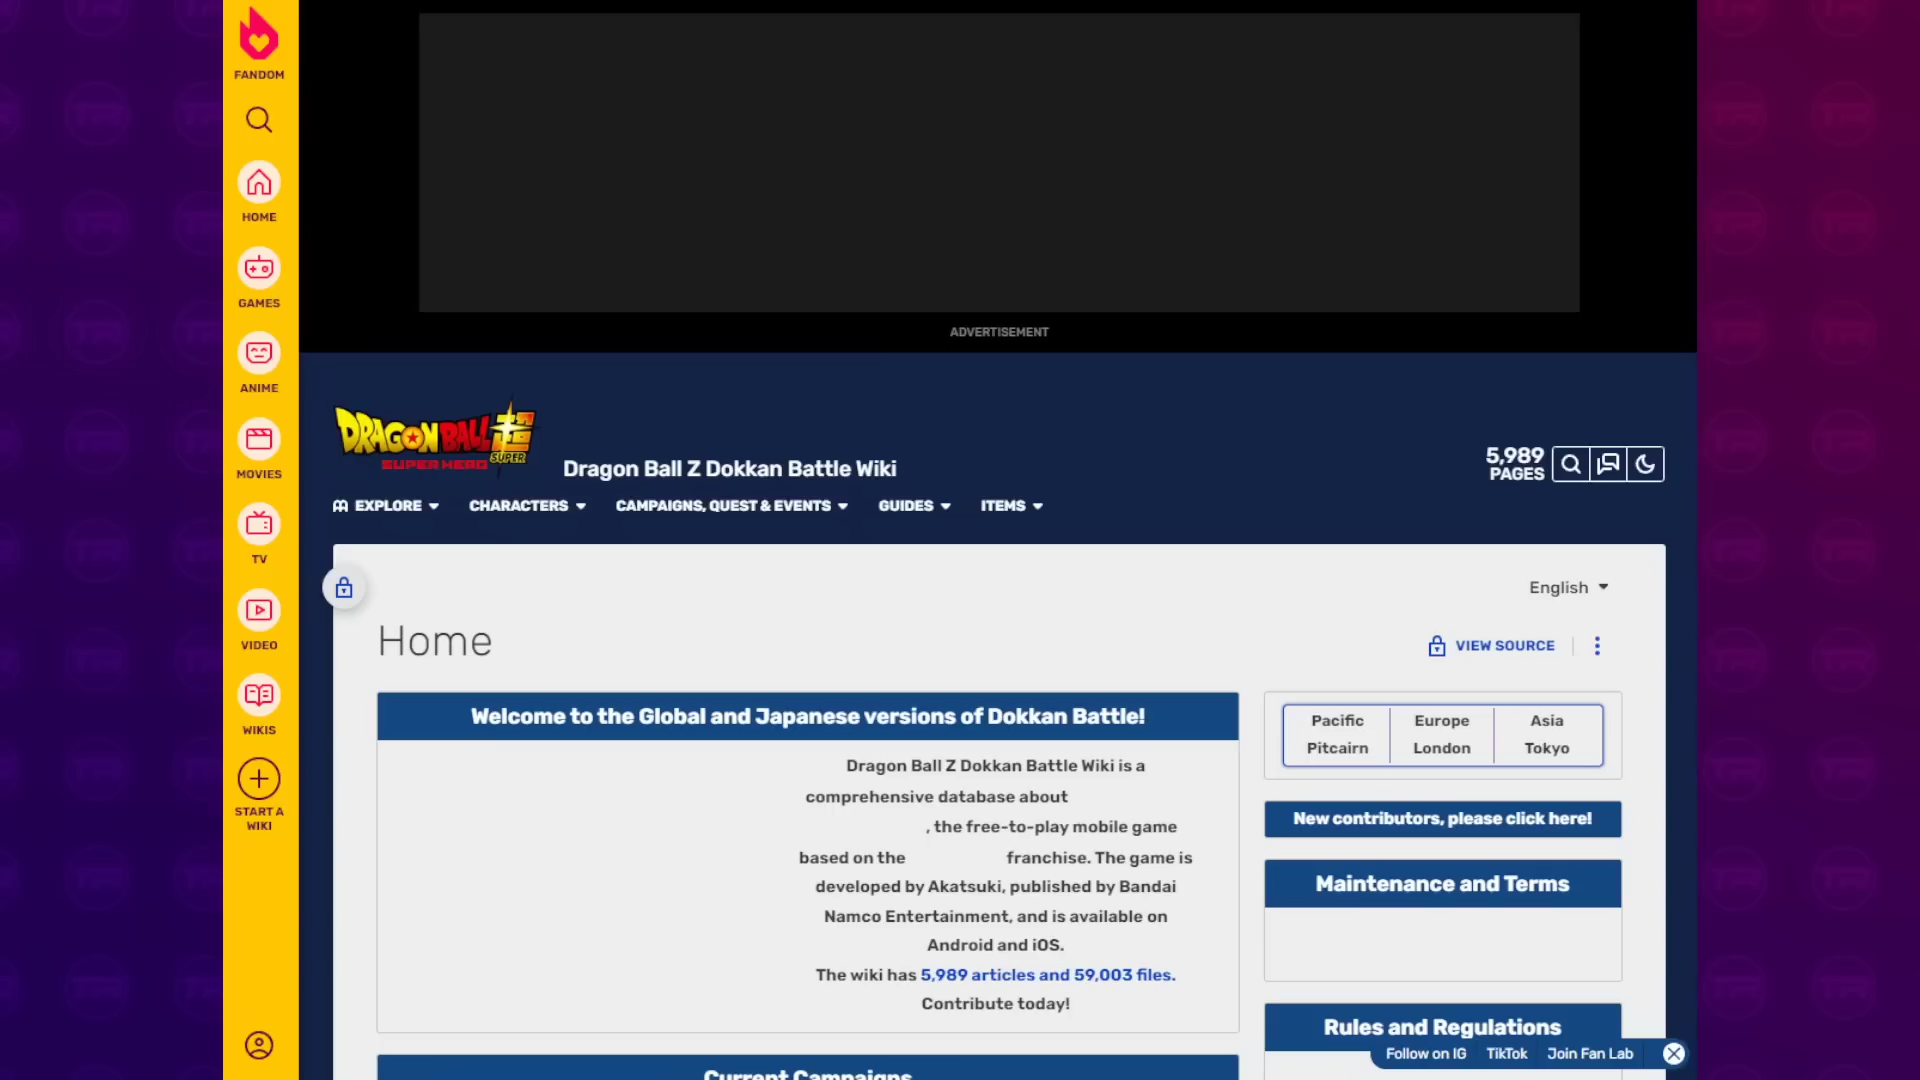 FANDOM
HOME
GAMES
ANIME
MOVIES
TV
VIDEO
WIKIS
START A
WIKI
ADVERTISEMENT
DRAGON BALL 超
SUPER
SUPER HERO
Dragon Ball Z Dokkan Battle Wiki
5,989
PAGES
EXPLORE
CHARACTERS
CAMPAIGNS, QUEST & EVENTS
GUIDES
ITEMS
English
Home
VIEW SOURCE
Welcome to the Global and Japanese versions of Dokkan Battle!
Dragon Ball Z Dokkan Battle Wiki is a
comprehensive database about
, the free-to-play mobile game
based on the franchise. The game is
developed by Akatsuki, published by Bandai
Namco Entertainment, and is available on
Android and iOS.
The wiki has 5,989 articles and 59,003 files.
Contribute today!
Current Campaigns
Pacific Europe Asia
Pitcairn London Tokyo
New contributors, please click here!
Maintenance and Terms
Rules and Regulations
Follow on IG TikTok Join Fan Lab